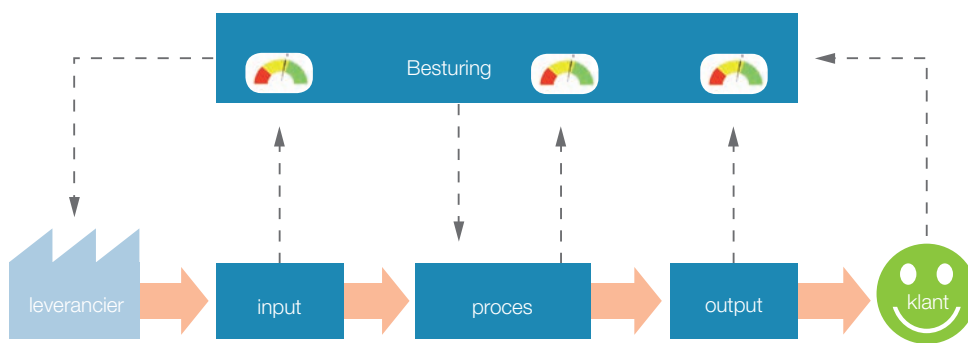 Besturing
leverancier
input
proces
output
klant